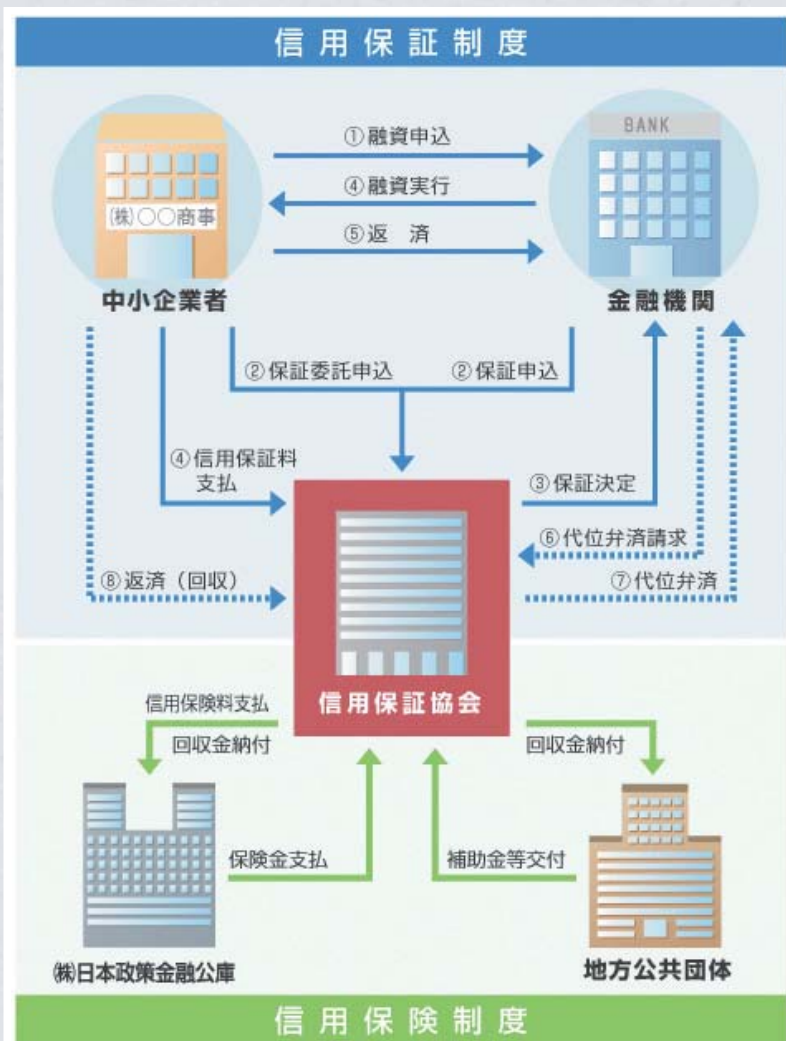 信用保証制度
BANK
①融資申込
④融資実行
(株)〇〇商事
⑤返　済
中小企業者
金融機関
②保証委託申込
②保証申込
④信用保証料
支払
③保証決定
⑥代位弁済請求
⑧返済（回収）
⑦代位弁済
信用保証協会
信用保険料支払
回収金納付
回収金納付
保険金支払
補助金等交付
㈱日本政策金融公庫
地方公共団体
信用保険制度